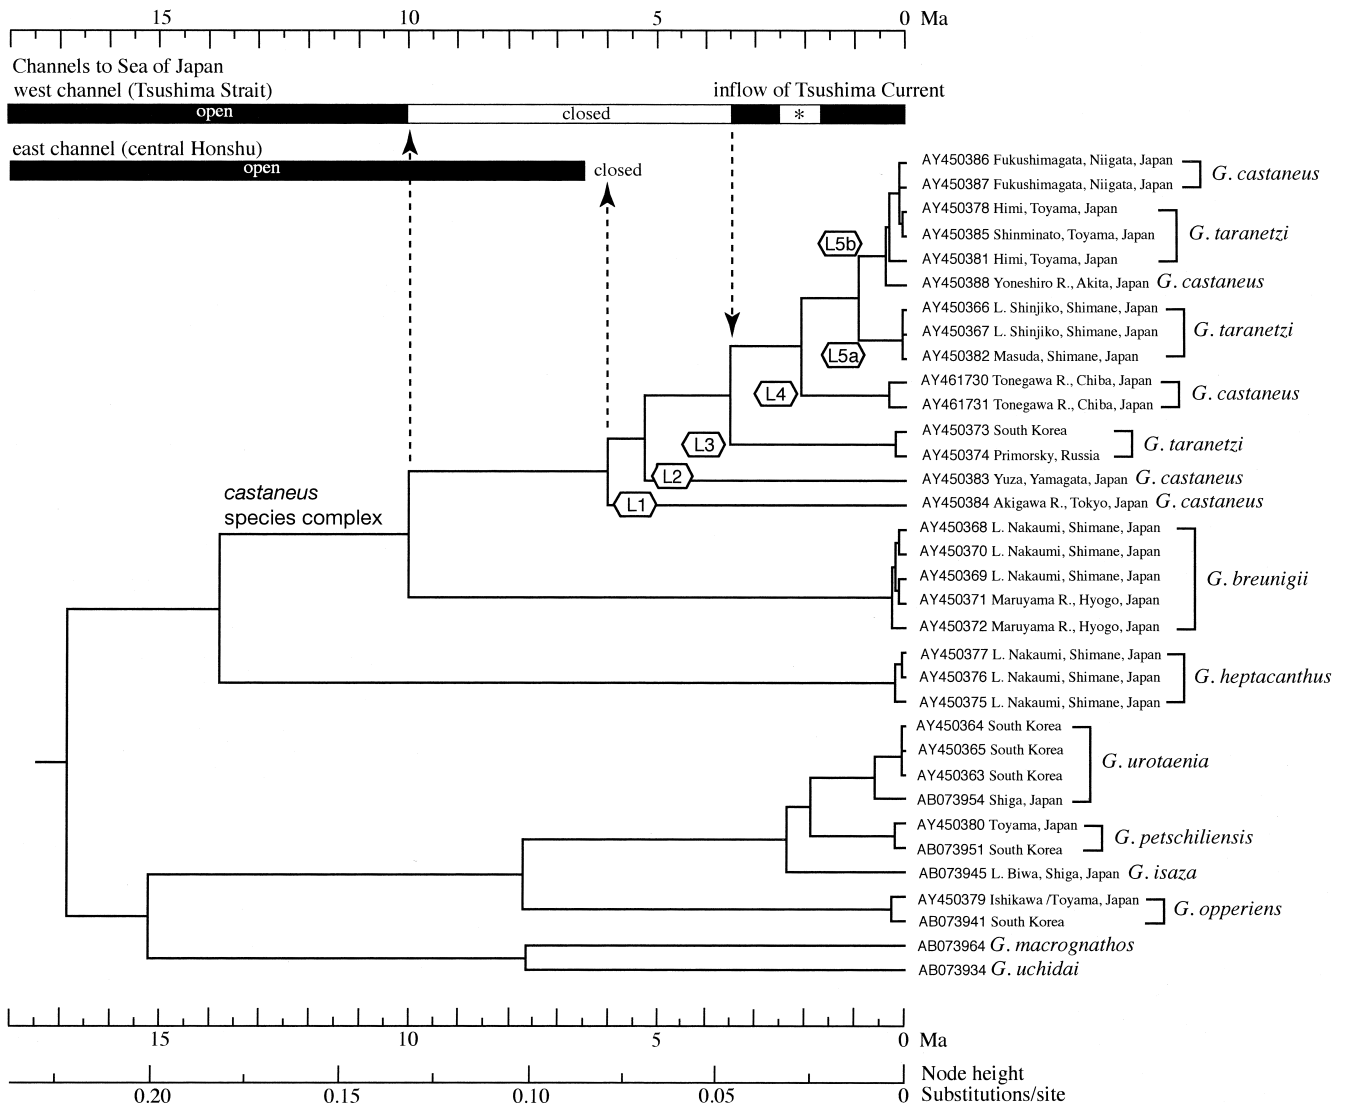 15 10 5 0 Ma
Channels to Sea of Japan
west channel (Tsushima Strait) inflow of Tsushima Current
open closed *
east channel (central Honshu)
open closed
AY450386 Fukushimagata, Niigata, Japan
G. castaneus
AY450387 Fukushimagata, Niigata, Japan
AY450378 Himi, Toyama, Japan
AY450385 Shinminato, Toyama, Japan G. taranetzi
L5b
AY450381 Himi, Toyama, Japan
AY450388 Yoneshiro R., Akita, Japan G. castaneus
AY450366 L. Shinjiko, Shimane, Japan
AY450367 L. Shinjiko, Shimane, Japan G. taranetzi
L5a AY450382 Masuda, Shimane, Japan
AY461730 Tonegawa R., Chiba, Japan
L4 G. castaneus
AY461731 Tonegawa R., Chiba, Japan
AY450373 South Korea
L3 G. taranetzi
AY450374 Primorsky, Russia
L2 AY450383 Yuza, Yamagata, Japan G. castaneus
castaneus
L1 AY450384 Akigawa R., Tokyo, Japan G. castaneus
species complex
AY450368 L. Nakaumi, Shimane, Japan
AY450370 L. Nakaumi, Shimane, Japan
AY450369 L. Nakaumi, Shimane, Japan G. breunigii
AY450371 Maruyama R., Hyogo, Japan
AY450372 Maruyama R., Hyogo, Japan
AY450377 L. Nakaumi, Shimane, Japan
AY450376 L. Nakaumi, Shimane, Japan G. heptacanthus
AY450375 L. Nakaumi, Shimane, Japan
AY450364 South Korea
AY450365 South Korea
G. urotaenia
AY450363 South Korea
AB073954 Shiga, Japan
AY450380 Toyama, Japan
G. petschiliensis
AB073951 South Korea
AB073945 L. Biwa, Shiga, Japan G. isaza
AY450379 Ishikawa /Toyama, Japan
G. opperiens
AB073941 South Korea
AB073964 G. macrognathos
AB073934 G. uchidai
15 10 5 0 Ma
Node height
0.20 0.15 0.10 0.05 0 Substitutions/site